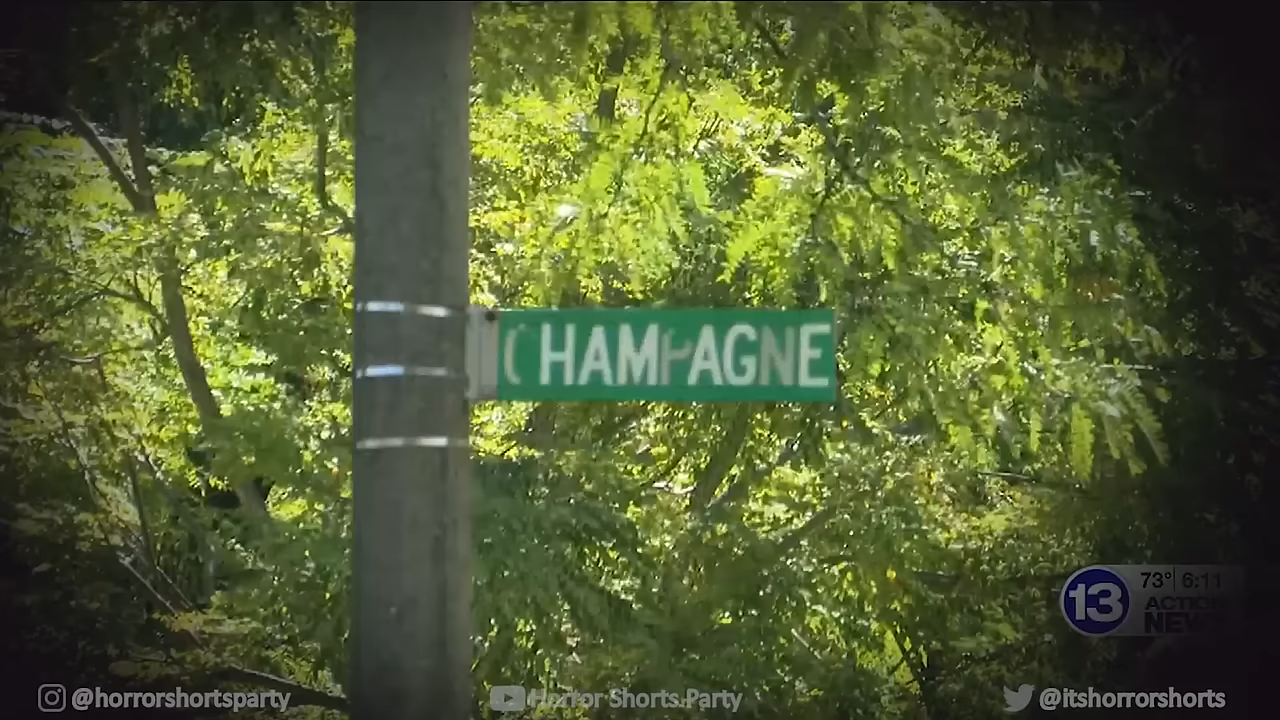 CHAMPAGNE
13
73° 6:11
ACTION
NEWS
@horrorshortsparty
Horror Shorts Party
@itshorrorshorts